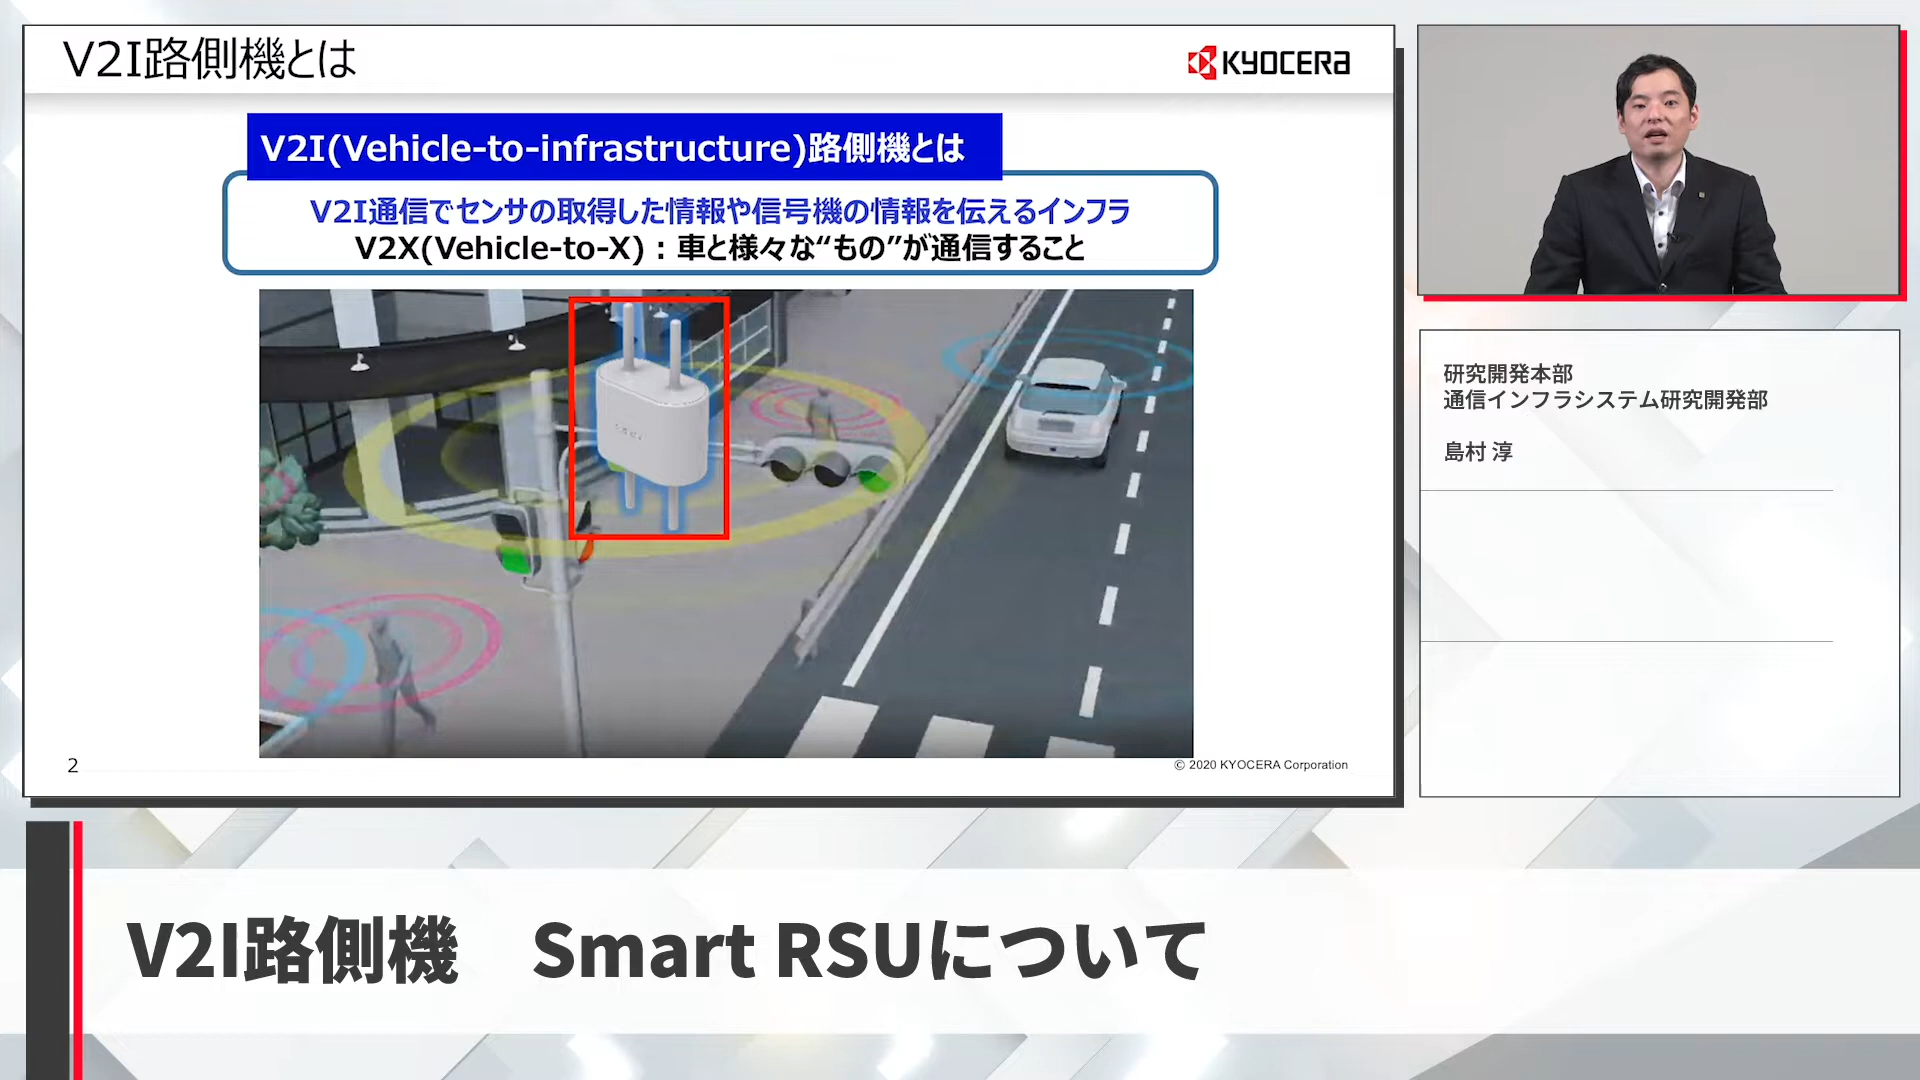 V2I路側機とは
KYOCERA
V2I(Vehicle-to-infrastructure)路側機とは
V2I通信でセンサの取得した情報や信号機の情報を伝えるインフラ
V2X(Vehicle-to-X)：車と様々な“もの”が通信すること
2
© 2020 KYOCERA Corporation
研究開発本部
通信インフラシステム研究開発部
島村 淳
V2I路側機　Smart RSUについて